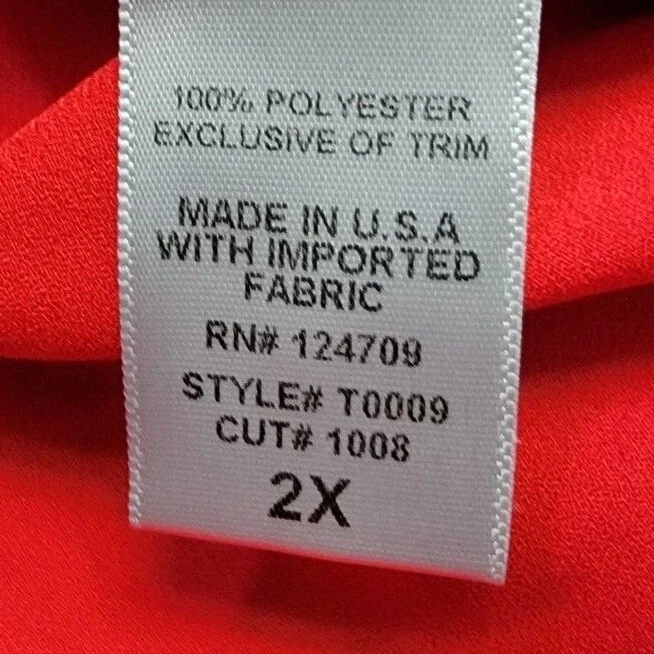 100% POLYESTER
EXCLUSIVE OF TRIM
MADE IN U.S.A
WITH IMPORTED
FABRIC
RN# 124709
STYLE# T0009
CUT# 1008
2X